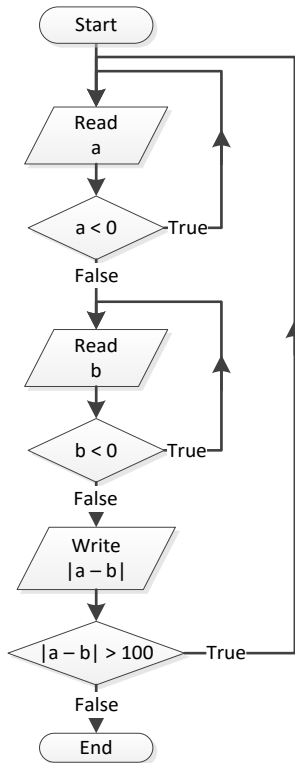 Start
Read
a
a < 0
True
False
Read
b
b < 0
True
False
Write
|a – b|
|a – b| > 100
True
False
End